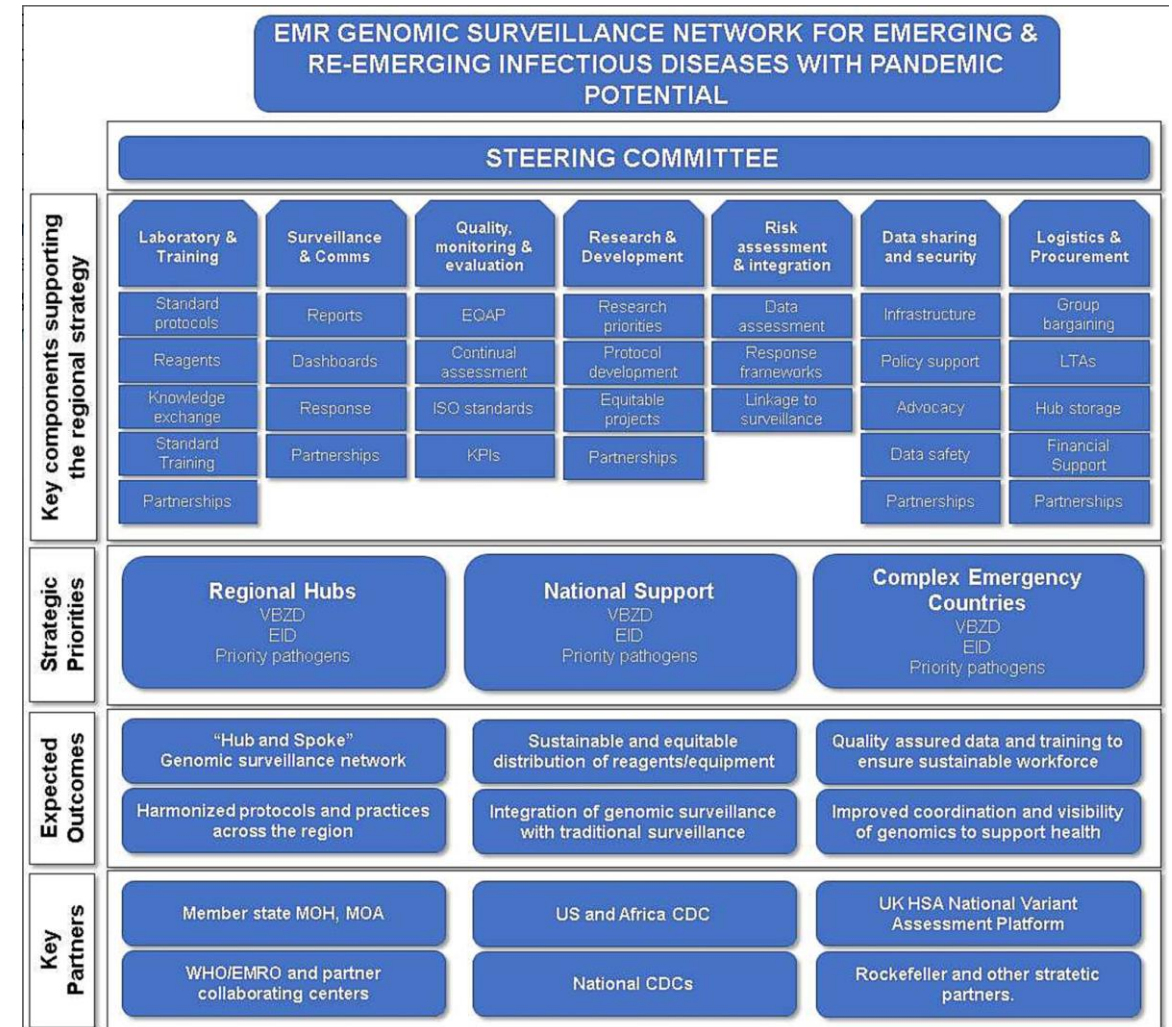 EMR GENOMIC SURVEILLANCE NETWORK FOR EMERGING &
RE-EMERGING INFECTIOUS DISEASES WITH PANDEMIC
POTENTIAL
STEERING COMMITTEE
Key components supporting
the regional strategy
Laboratory &
Training
Standard
protocols
Reagents
Knowledge
exchange
Standard
Training
Partnerships
Surveillance
& Comms
Reports
Dashboards
Response
Partnerships
Quality,
monitoring &
evaluation
EQAP
Continual
assessment
ISO standards
KPIs
Research &
Development
Research
priorities
Protocol
development
Equitable
projects
Partnerships
Risk
assessment
& integration
Data
assessment
Response
frameworks
Linkage to
surveillance
Data sharing
and security
Infrastructure
Policy support
Advocacy
Data safety
Partnerships
Logistics &
Procurement
Group
bargaining
LTAs
Hub storage
Financial
Support
Partnerships
Strategic
Priorities
Regional Hubs
VBZD
EID
Priority pathogens
National Support
VBZD
EID
Priority pathogens
Complex Emergency
Countries
VBZD
EID
Priority pathogens
Expected
Outcomes
"Hub and Spoke"
Genomic surveillance network
Sustainable and equitable
distribution of reagents/equipment
Quality assured data and training to
ensure sustainable workforce
Harmonized protocols and practices
across the region
Integration of genomic surveillance
with traditional surveillance
Improved coordination and visibility
of genomics to support health
Key
Partners
Member state MOH, MOA
US and Africa CDC
UK HSA National Variant
Assessment Platform
WHO/EMRO and partner
collaborating centers
National CDCs
Rockefeller and other stratetic
partners.